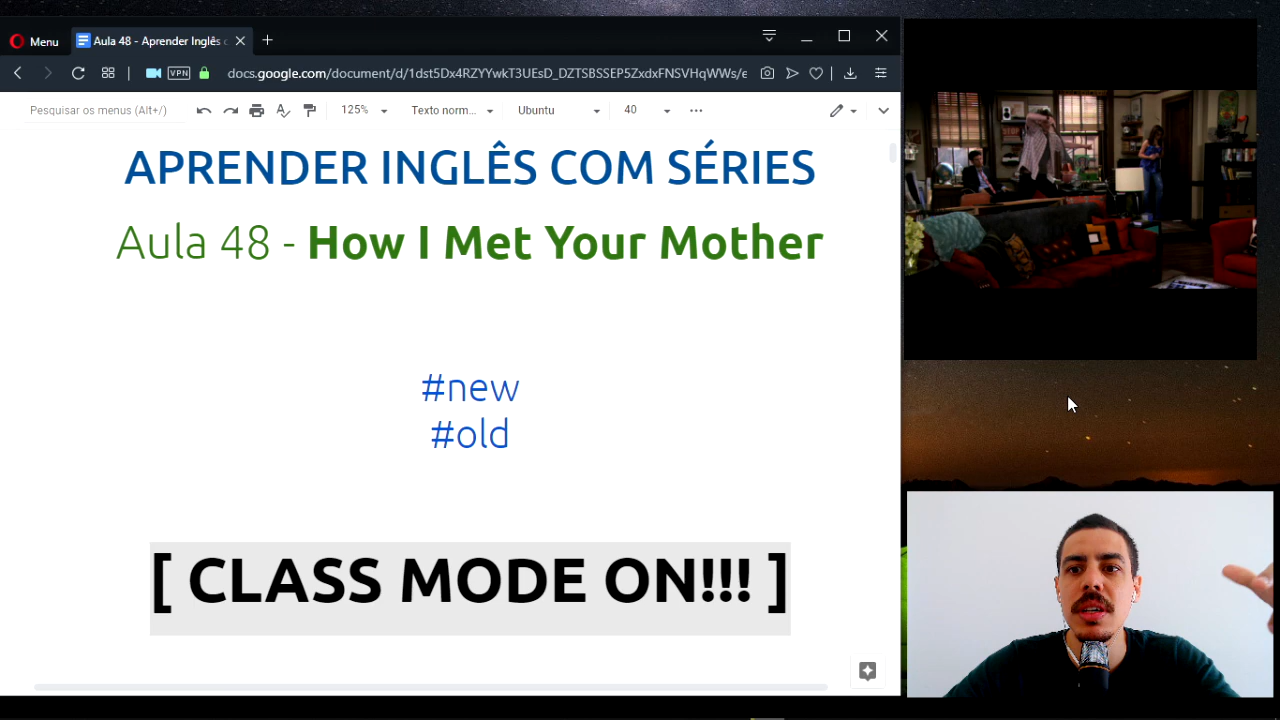 Menu
Aula 48 - Aprender Inglês c
VPN
docs.google.com/document/d/1dst5Dx4RZYYwkT3UEsD_DZTSBSSEP5ZxdxFNSVHqWWs/e
Pesquisar os menus (Alt+/)
125%
Texto norm...
Ubuntu
40
APRENDER INGLÊS COM SÉRIES
Aula 48 - How I Met Your Mother
#new
#old
[ CLASS MODE ON!!! ]